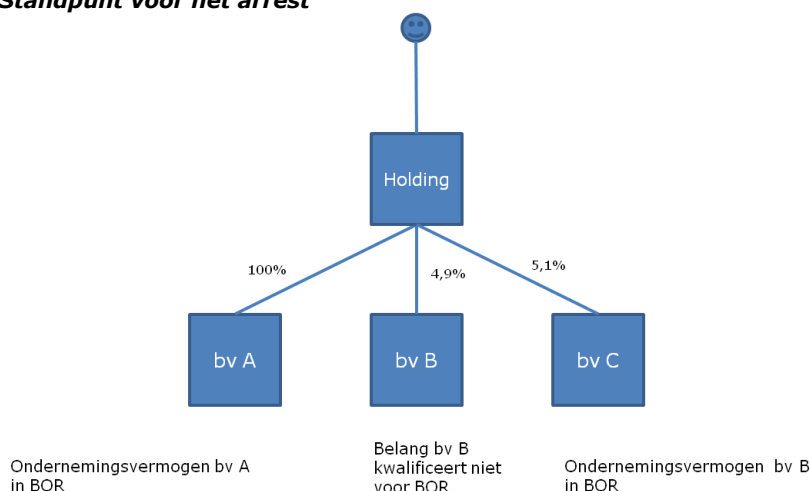 Standpunt voor het arrest
Holding
100%
4,9%
5,1%
bv A
bv B
bv C
Ondernemingsvermogen bv A
in BOR
Belang bv B
kwalificeert niet
voor BOR
Ondernemingsvermogen bv B
in BOR